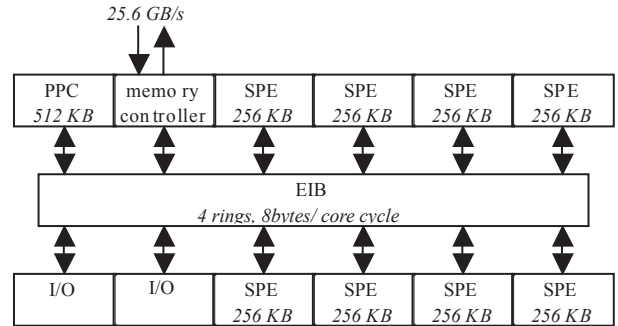 25.6 GB/s
PPC
512 KB
memo ry
con troller
SPE
256 KB
SPE
256 KB
SPE
256 KB
SP E
256 KB
EIB
4 rings, 8bytes/ core cycle
I/O
I/O
SPE
256 KB
SPE
256 KB
SPE
256 KB
SPE
256 KB